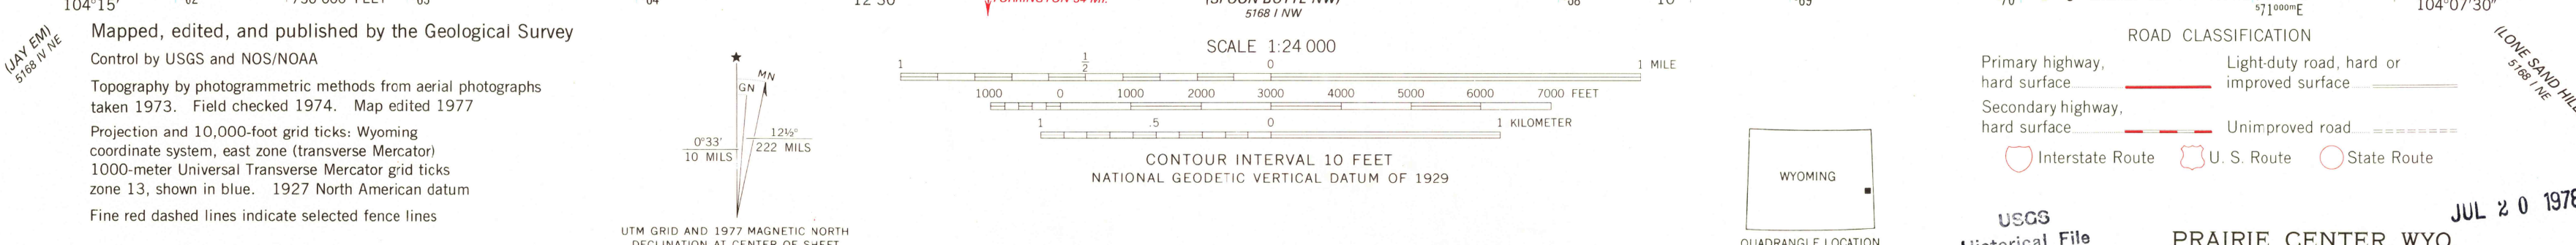 104°15'
12'30"
5168 I NW
⁵71⁰⁰⁰ᵐE
104°07'30"
(JAY EM)
5168 IV NE
Mapped, edited, and published by the Geological Survey
Control by USGS and NOS/NOAA
Topography by photogrammetric methods from aerial photographs
taken 1973. Field checked 1974. Map edited 1977
Projection and 10,000-foot grid ticks: Wyoming
coordinate system, east zone (transverse Mercator)
1000-meter Universal Transverse Mercator grid ticks
zone 13, shown in blue. 1927 North American datum
Fine red dashed lines indicate selected fence lines
★
MN
GN
0°33'
10 MILS
12½°
222 MILS
UTM GRID AND 1977 MAGNETIC NORTH
DECLINATION AT CENTER OF SHEET
SCALE 1:24 000
1 ½ 0 1 MILE
1000 0 1000 2000 3000 4000 5000 6000 7000 FEET
1 .5 0 1 KILOMETER
CONTOUR INTERVAL 10 FEET
NATIONAL GEODETIC VERTICAL DATUM OF 1929
WYOMING
QUADRANGLE LOCATION
ROAD CLASSIFICATION
Primary highway,
hard surface
Light-duty road, hard or
improved surface
Secondary highway,
hard surface
Unimproved road
Interstate Route U. S. Route State Route
(LONE SAND HILL
5168 I NE
USGS
Historical File
JUL 20 1978
PRAIRIE CENTER, WYO